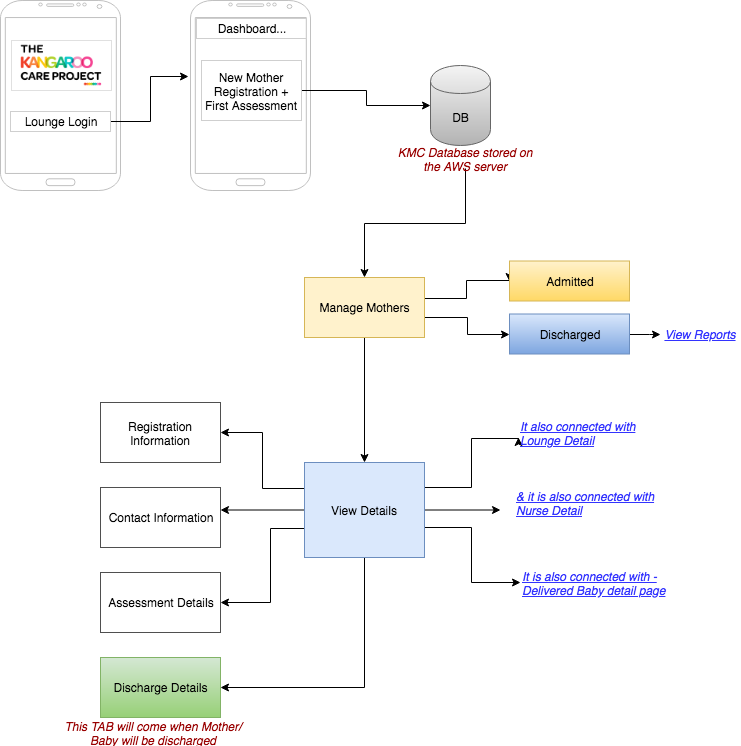 THE
KANGAROO
CARE PROJECT
Lounge Login
Dashboard...
New Mother
Registration +
First Assessment
DB
KMC Database stored on
the AWS server
Manage Mothers
Admitted
Discharged
View Reports
Registration
Information
Contact Information
Assessment Details
Discharge Details
This TAB will come when Mother/
Baby will be discharged
View Details
It also connected with
Lounge Detail
& it is also connected with
Nurse Detail
It is also connected with -
Delivered Baby detail page